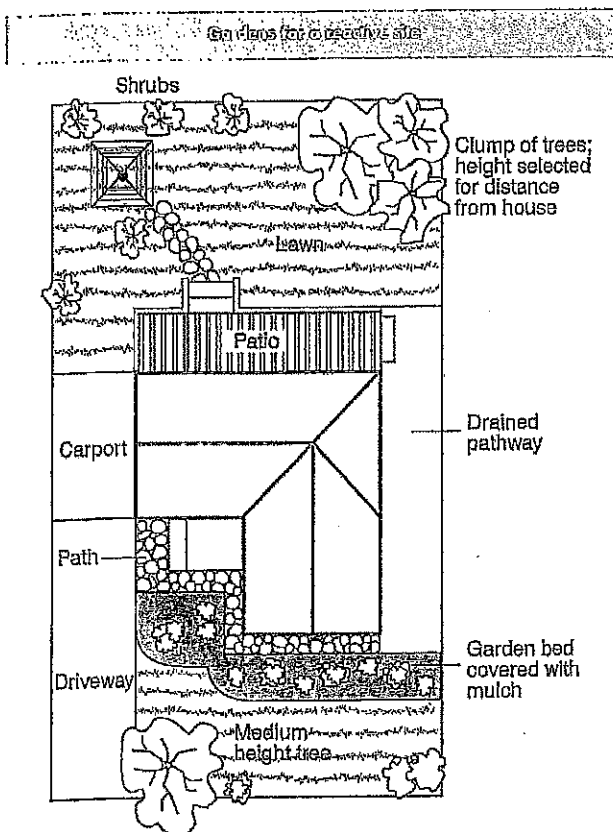 Gardens for a reactive site
Shrubs
Clump of trees;
height selected
for distance
from house
Lawn
Patio
Carport
Drained
pathway
Path
Garden bed
covered with
mulch
Driveway
Medium
height tree